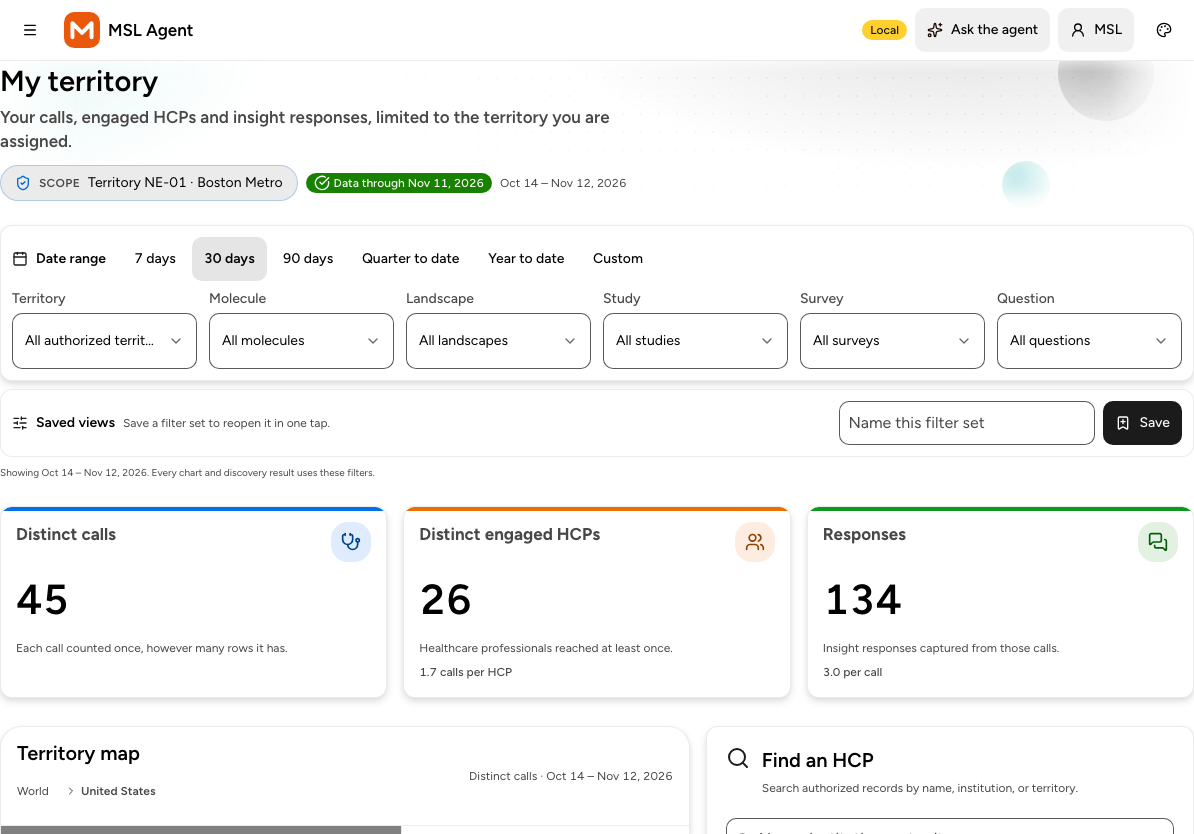 MSL Agent
Local
Ask the agent
MSL
My territory
Your calls, engaged HCPs and insight responses, limited to the territory you are
assigned.
SCOPE Territory NE-01 · Boston Metro
Data through Nov 11, 2026
Oct 14 – Nov 12, 2026
Date range
7 days
30 days
90 days
Quarter to date
Year to date
Custom
Territory
Molecule
Landscape
Study
Survey
Question
All authorized territ...
All molecules
All landscapes
All studies
All surveys
All questions
Saved views
Save a filter set to reopen it in one tap.
Name this filter set
Save
Showing Oct 14 – Nov 12, 2026. Every chart and discovery result uses these filters.
Distinct calls
45
Each call counted once, however many rows it has.
Distinct engaged HCPs
26
Healthcare professionals reached at least once.
1.7 calls per HCP
Responses
134
Insight responses captured from those calls.
3.0 per call
Territory map
Distinct calls · Oct 14 – Nov 12, 2026
World
United States
Find an HCP
Search authorized records by name, institution, or territory.